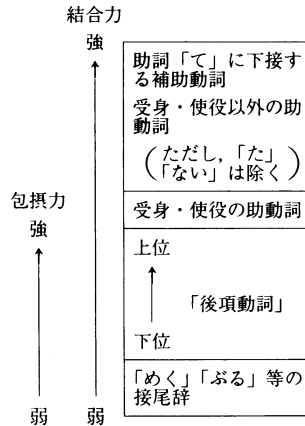 結合力
強
助詞「て」に下接す
る補助動詞
受身・使役以外の助
動詞
(ただし,「た」
「ない」は除く)
包摂力
強
受身・使役の助動詞
上位
「後項動詞」
下位
「めく」「ぶる」等の
接尾辞
弱
弱